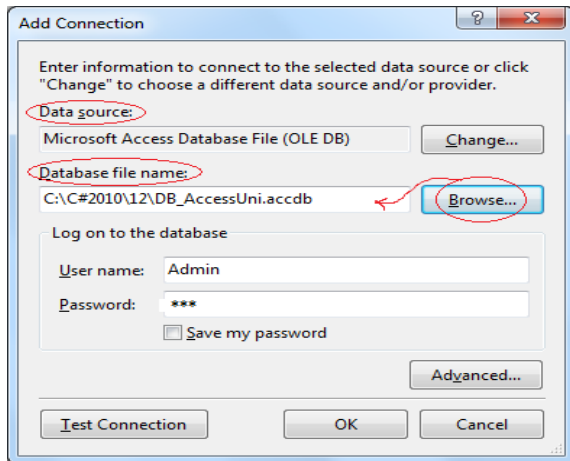 Add Connection
Enter information to connect to the selected data source or click
"Change" to choose a different data source and/or provider.
Data source:
Microsoft Access Database File (OLE DB)
Change...
Database file name:
C:\C#2010\12\DB_AccessUni.accdb
Browse...
Log on to the database
User name:
Admin
Password:
***
Save my password
Advanced...
Test Connection
OK
Cancel